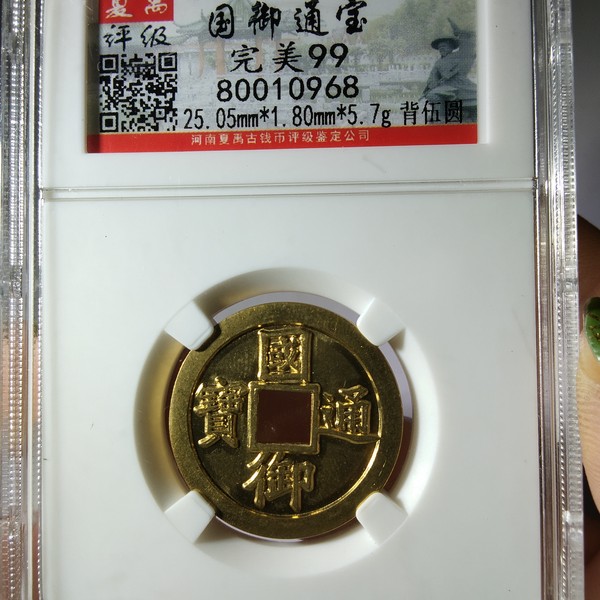 夏禹
评级
国御通宝
完美99
80010968
25.05mm*1.80mm*5.7g 背伍圆
河南夏禹古钱币评级鉴定公司
國
寶 通
御